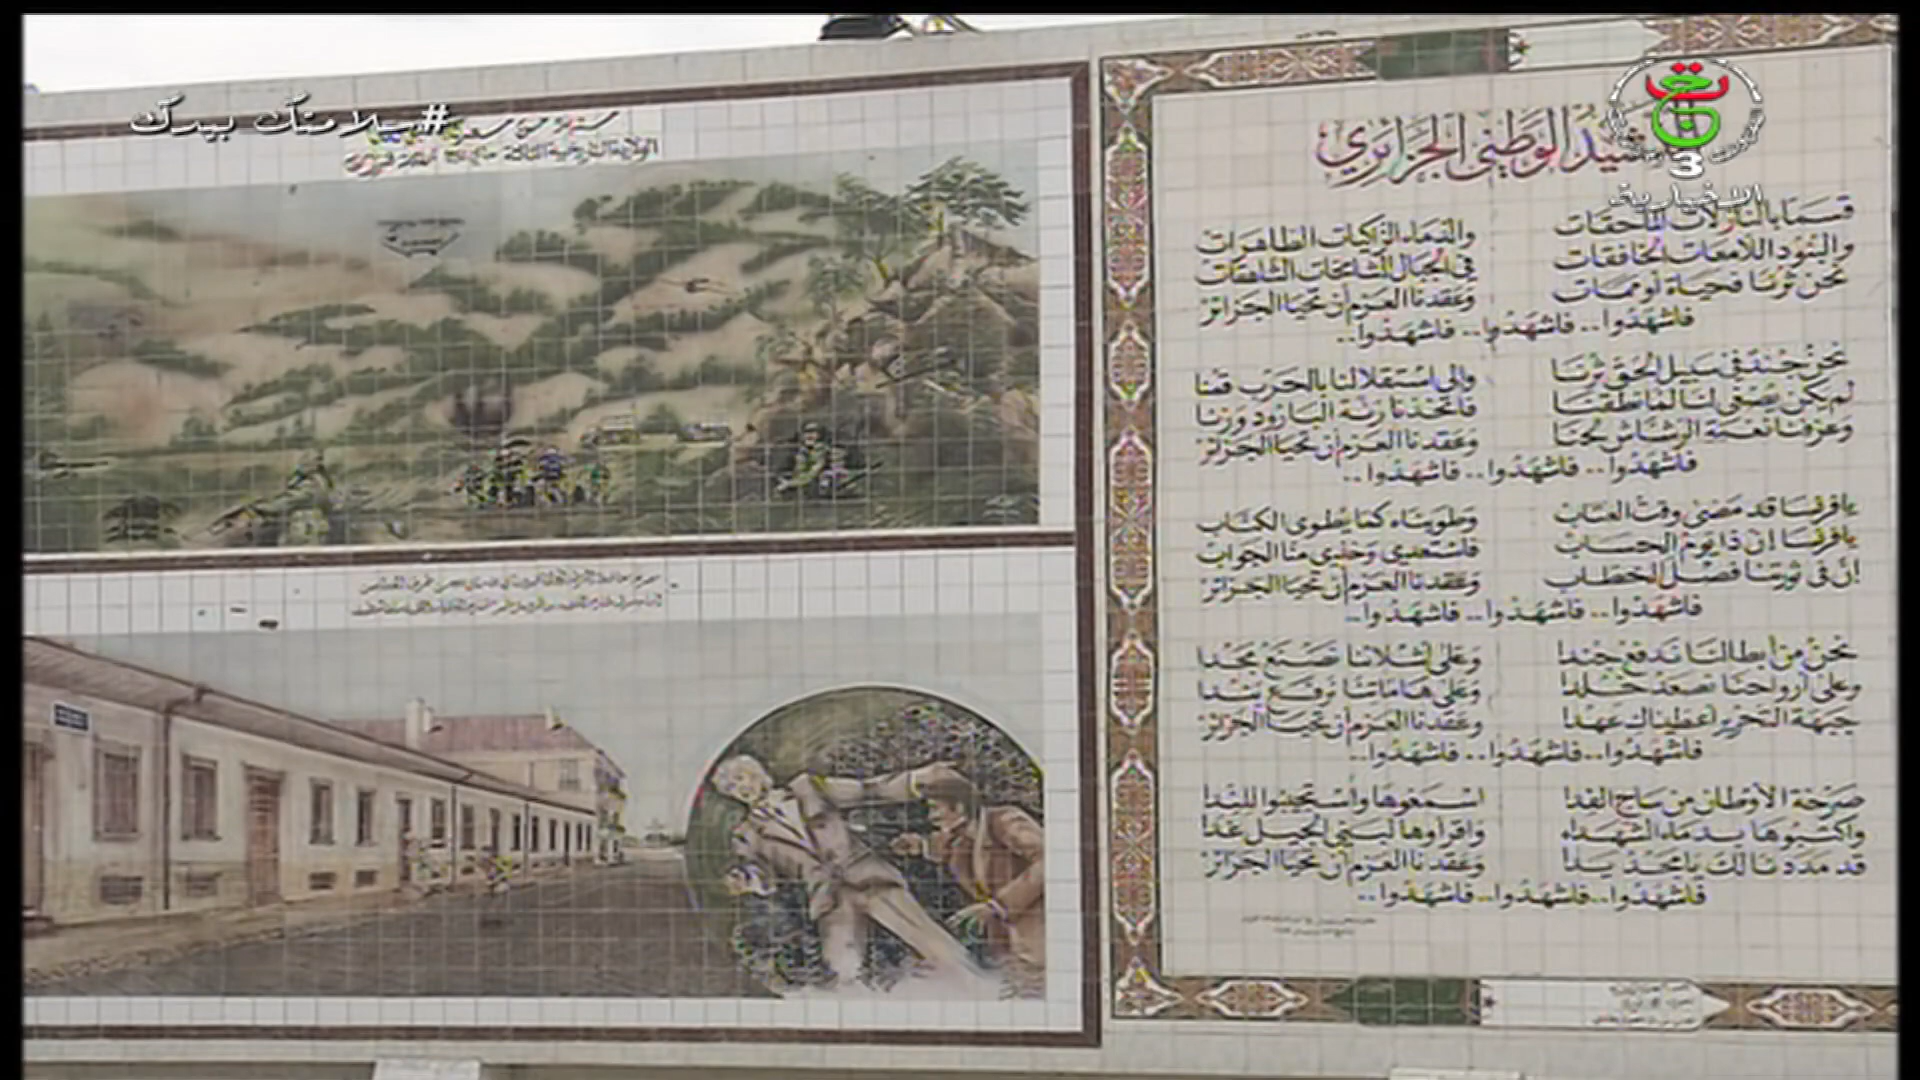 #سلامتك بيدك
3
الإخبارية
النشيد الوطني الجزائري
قسما بالنازلات الماحقات والدماء الزاكيات الطاهرات
والبنود اللامعات الخافقات في الجبال الشامخات الشاهقات
نحن ثرنا فحياة أو ممات وعقدنا العزم أن تحيا الجزائر
فاشهدوا.. فاشهدوا.. فاشهدوا..
نحن جند في سبيل الحق ثرنا وإلى استقلالنا بالحرب قمنا
لم يكن يصغى لنا لما نطقنا فاتخذنا رنة البارود وزنا
وعزفنا نغمة الرشاش لحنا وعقدنا العزم أن تحيا الجزائر
فاشهدوا.. فاشهدوا.. فاشهدوا..
يا فرنسا قد مضى وقت العتاب وطويناه كما يطوى الكتاب
يا فرنسا إن ذا يوم الحساب فاستعدي وخذي منا الجواب
إن في ثورتنا فصل الخطاب وعقدنا العزم أن تحيا الجزائر
فاشهدوا.. فاشهدوا.. فاشهدوا..
نحن من أبطالنا ندفع جندا وعلى أشلائنا نصنع مجدا
وعلى أرواحنا نصعد خلدا وعلى هاماتنا نرفع بندا
جبهة التحرير أعطيناك عهدا وعقدنا العزم أن تحيا الجزائر
فاشهدوا.. فاشهدوا.. فاشهدوا..
صرخة الأوطان من ساح الفدا اسمعوها واستجيبوا للندا
واكتبوها بدماء الشهداء واقرأوها لبني الجيل غدا
قد مددنا لك يا مجد يدا وعقدنا العزم أن تحيا الجزائر
فاشهدوا.. فاشهدوا.. فاشهدوا..